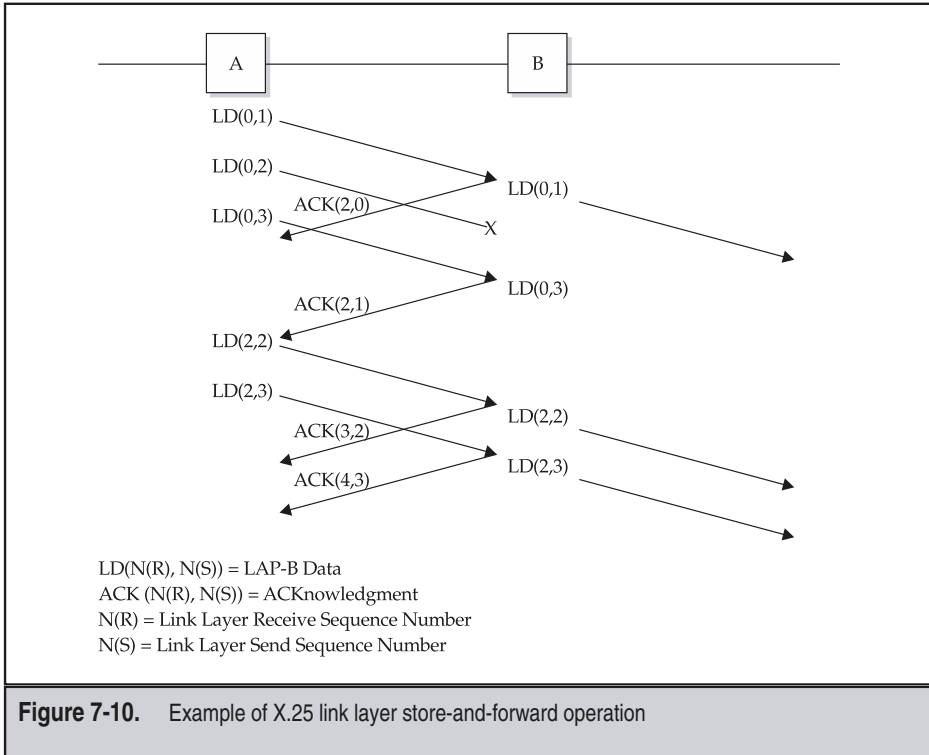 A
B
LD(0,1)
LD(0,2)
LD(0,1)
ACK(2,0)
LD(0,3)
X
LD(0,3)
ACK(2,1)
LD(2,2)
LD(2,3)
LD(2,2)
ACK(3,2)
LD(2,3)
ACK(4,3)
LD(N(R), N(S)) = LAP-B Data
ACK (N(R), N(S)) = ACKnowledgment
N(R) = Link Layer Receive Sequence Number
N(S) = Link Layer Send Sequence Number
Figure 7-10. Example of X.25 link layer store-and-forward operation